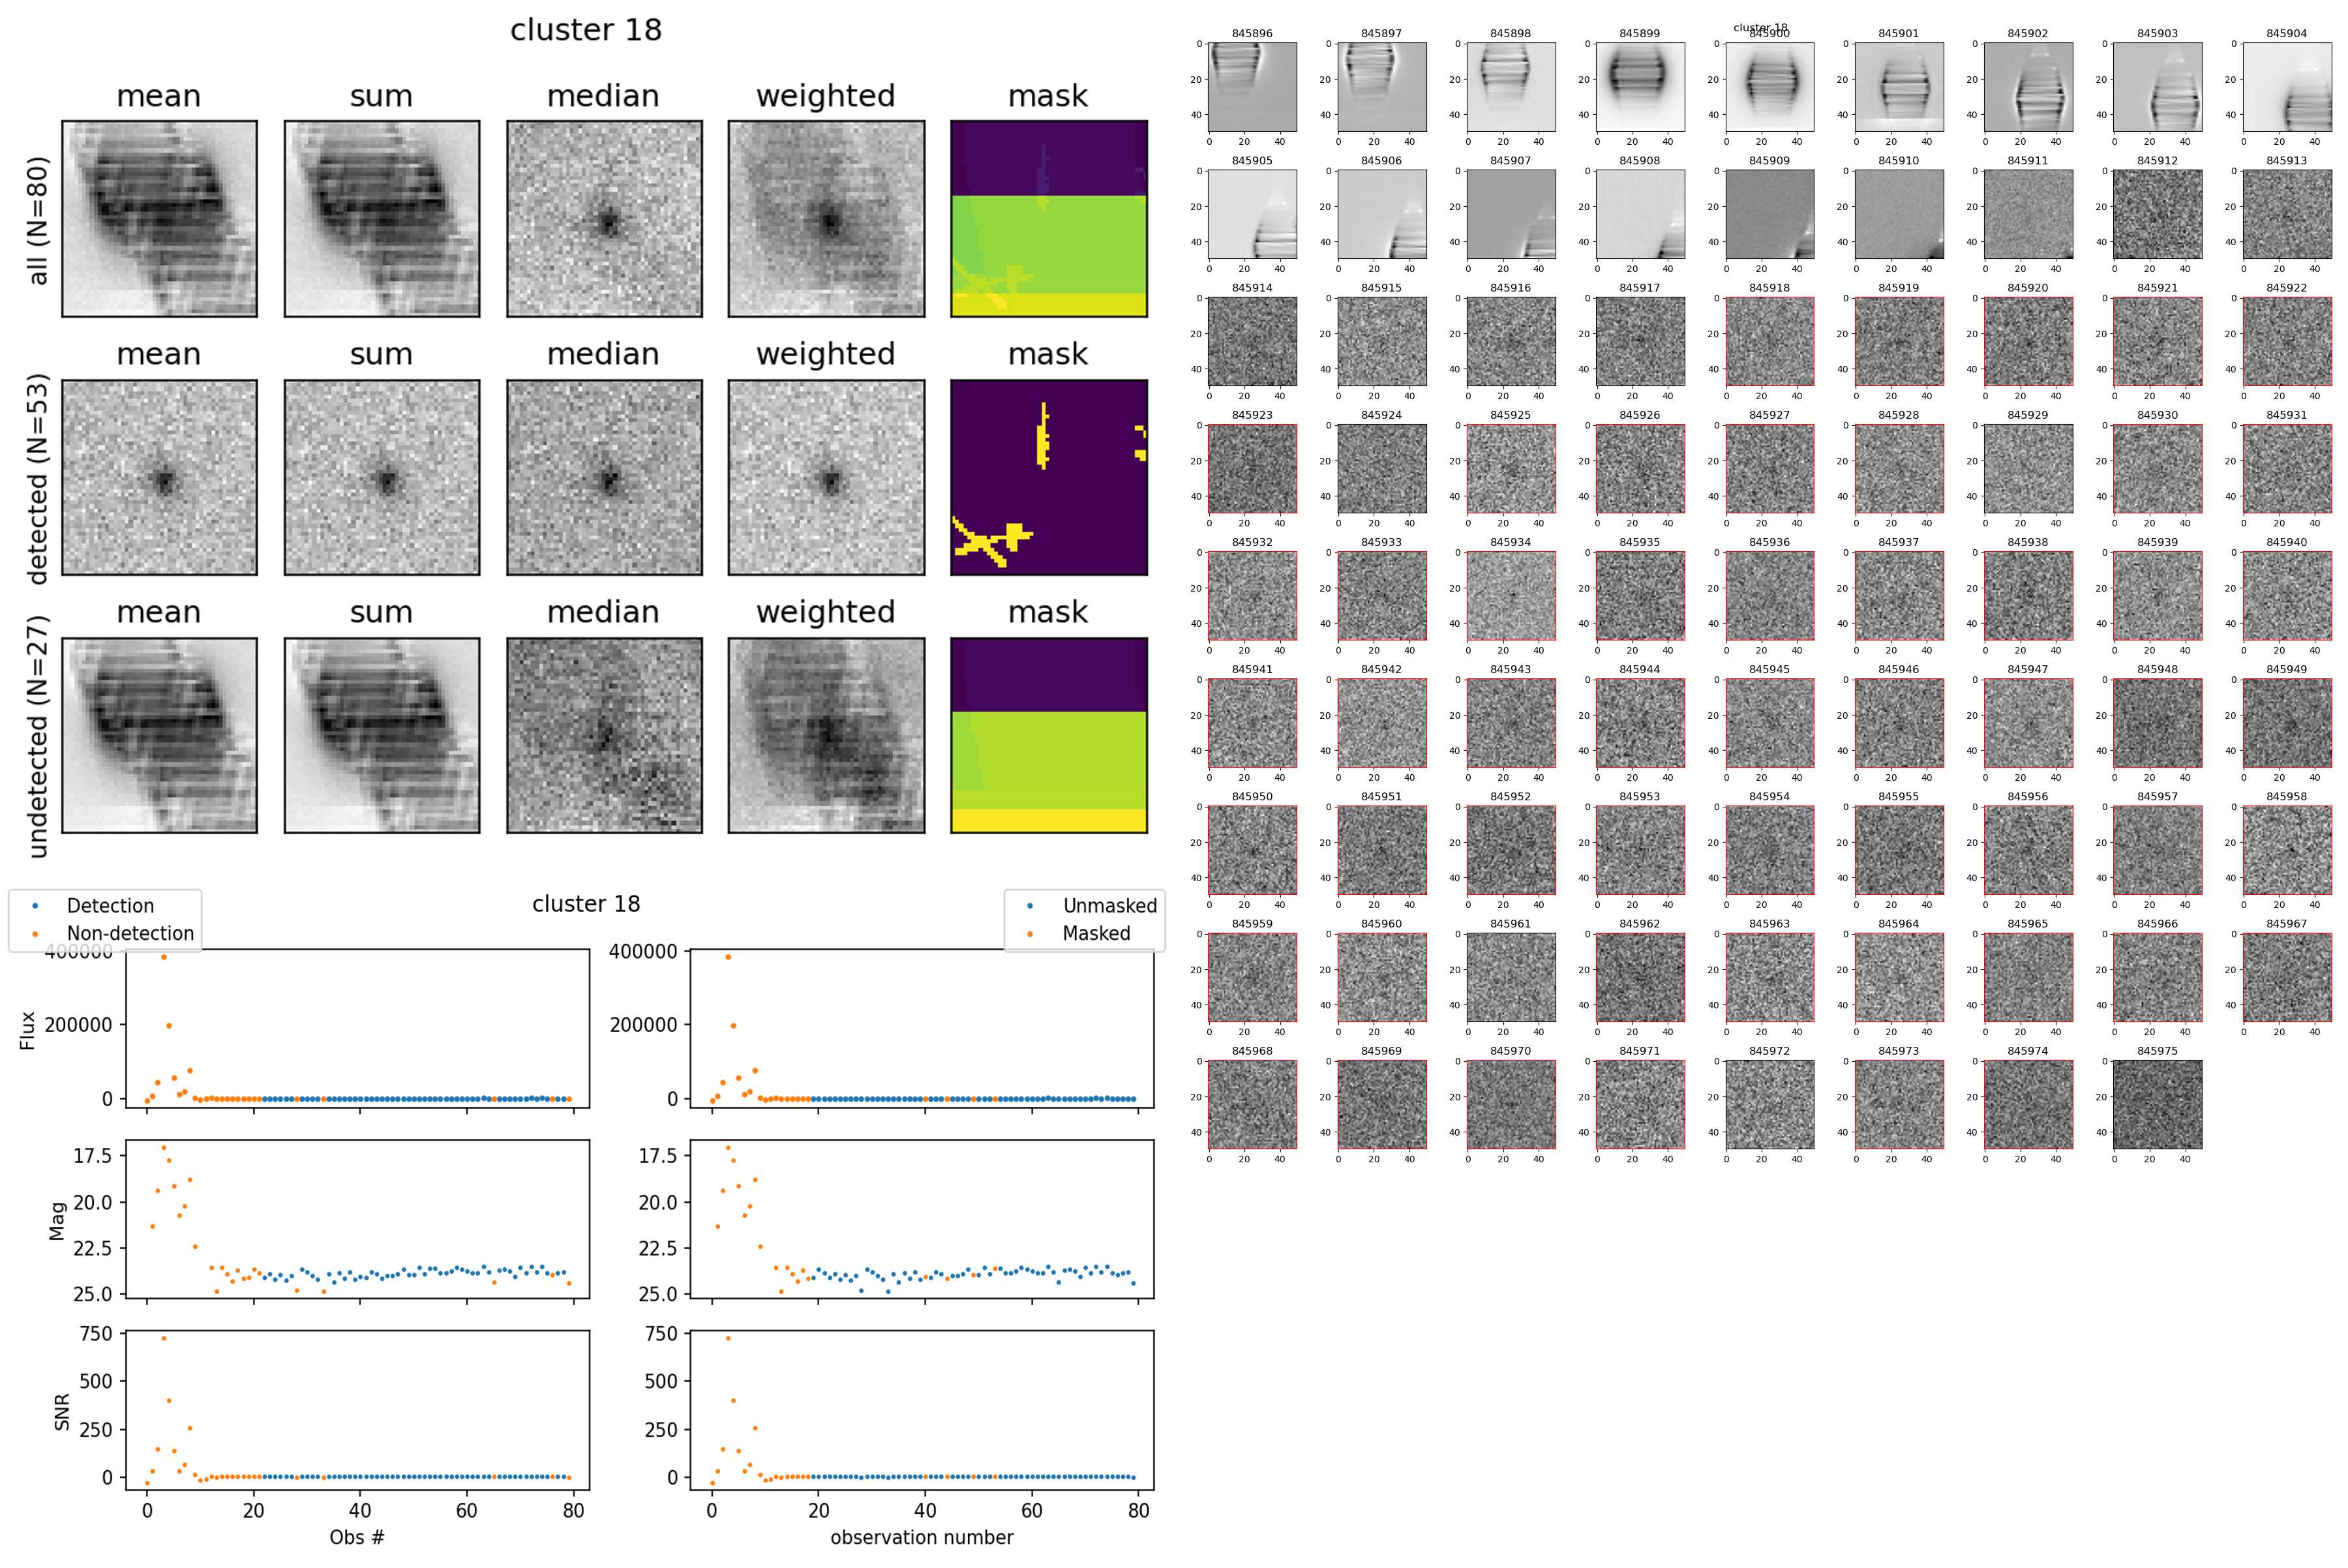 cluster 18
mean sum median weighted mask
all (N=80)
mean sum median weighted mask
detected (N=53)
mean sum median weighted mask
undetected (N=27)
cluster 18
Detection
Non-detection
Unmasked
Masked
Flux
400000
200000
0
400000
200000
0
Mag
17.5
20.0
22.5
25.0
17.5
20.0
22.5
25.0
SNR
750
500
250
0
750
500
250
0
0 20 40 60 80
Obs #
0 20 40 60 80
observation number
cluster 18
845896 845897 845898 845899 845900 845901 845902 845903 845904
845905 845906 845907 845908 845909 845910 845911 845912 845913
845914 845915 845916 845917 845918 845919 845920 845921 845922
845923 845924 845925 845926 845927 845928 845929 845930 845931
845932 845933 845934 845935 845936 845937 845938 845939 845940
845941 845942 845943 845944 845945 845946 845947 845948 845949
845950 845951 845952 845953 845954 845955 845956 845957 845958
845959 845960 845961 845962 845963 845964 845965 845966 845967
845968 845969 845970 845971 845972 845973 845974 845975